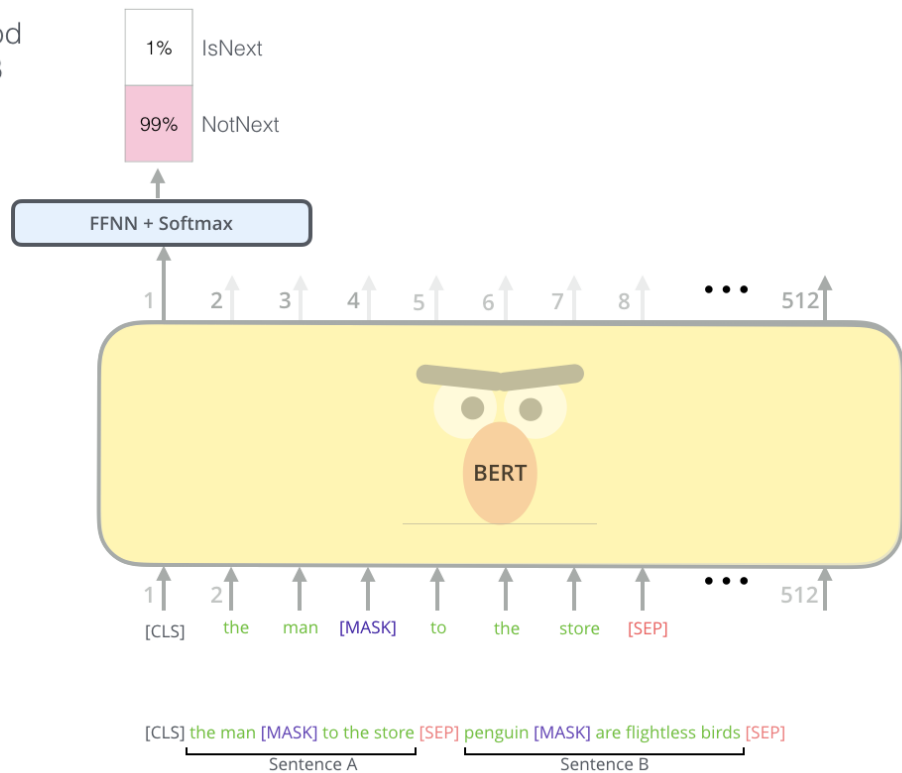 1% IsNext
99% NotNext
FFNN + Softmax
1 2 3 4 5 6 7 8 ••• 512
BERT
1 2 ••• 512
[CLS] the man [MASK] to the store [SEP]
[CLS] the man [MASK] to the store [SEP] penguin [MASK] are flightless birds [SEP]
Sentence A Sentence B